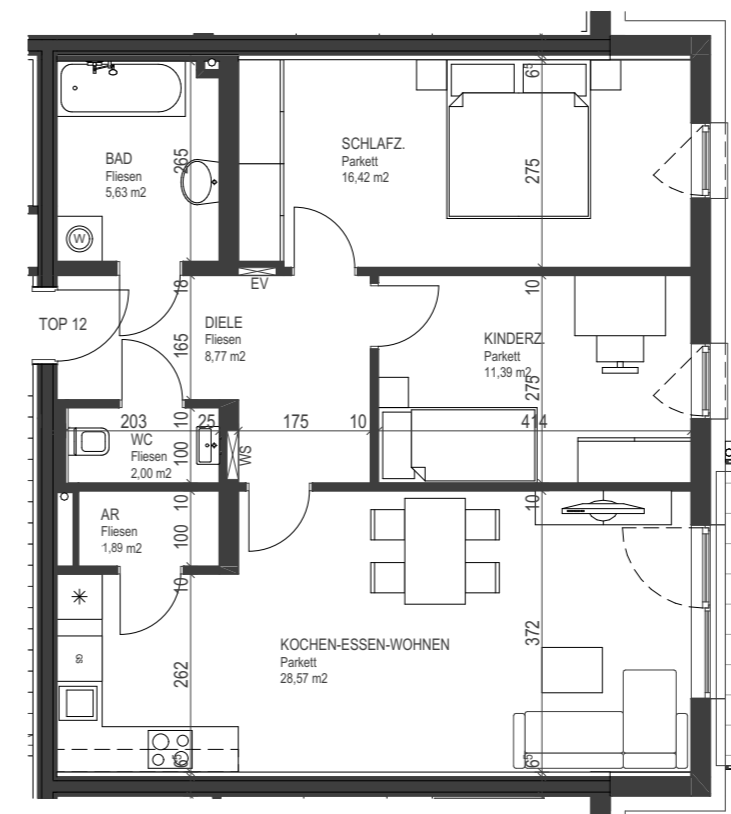 BAD
Fliesen
5,63 m2
265
W
SCHLAFZ.
Parkett
16,42 m2
6⁵
275
EV
18
TOP 12
DIELE
Fliesen
8,77 m2
165
10
KINDERZ.
Parkett
11,39 m2
275
203
25
175
10
414
10
WC
Fliesen
2,00 m2
100
WS
AR
Fliesen
1,89 m2
10
100
10
10
GS
262
KOCHEN-ESSEN-WOHNEN
Parkett
28,57 m2
372
6⁵
6⁵